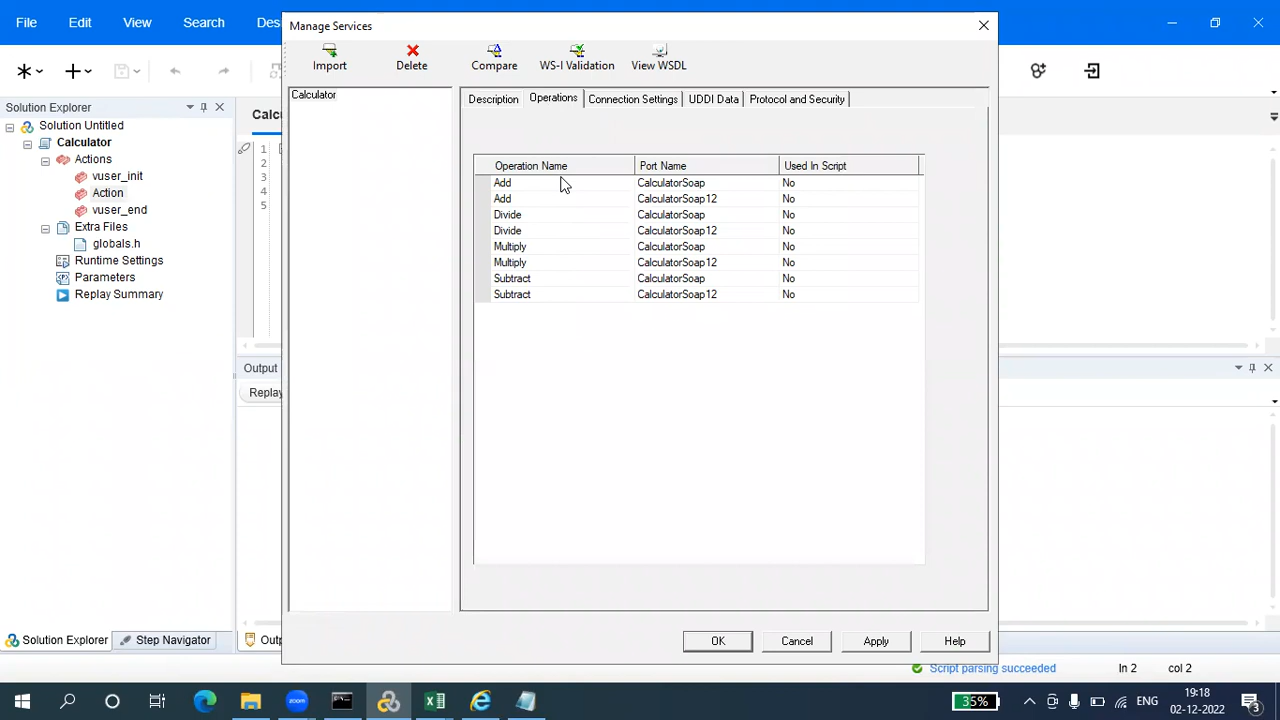 File Edit View Search Des
Manage Services
Import Delete Compare WS-I Validation View WSDL
Solution Explorer
Solution Untitled
Calculator
Actions
vuser_init
Action
vuser_end
Extra Files
globals.h
Runtime Settings
Parameters
Replay Summary
Solution Explorer Step Navigator
Calcu
1
2
3
4
5
Output
Replay
Outp
Calculator
Description Operations Connection Settings UDDI Data Protocol and Security
Operation Name Port Name Used In Script
Add CalculatorSoap No
Add CalculatorSoap12 No
Divide CalculatorSoap No
Divide CalculatorSoap12 No
Multiply CalculatorSoap No
Multiply CalculatorSoap12 No
Subtract CalculatorSoap No
Subtract CalculatorSoap12 No
OK Cancel Apply Help
Script parsing succeeded ln 2 col 2
zoom 35% ENG 19:18
02-12-2022 3